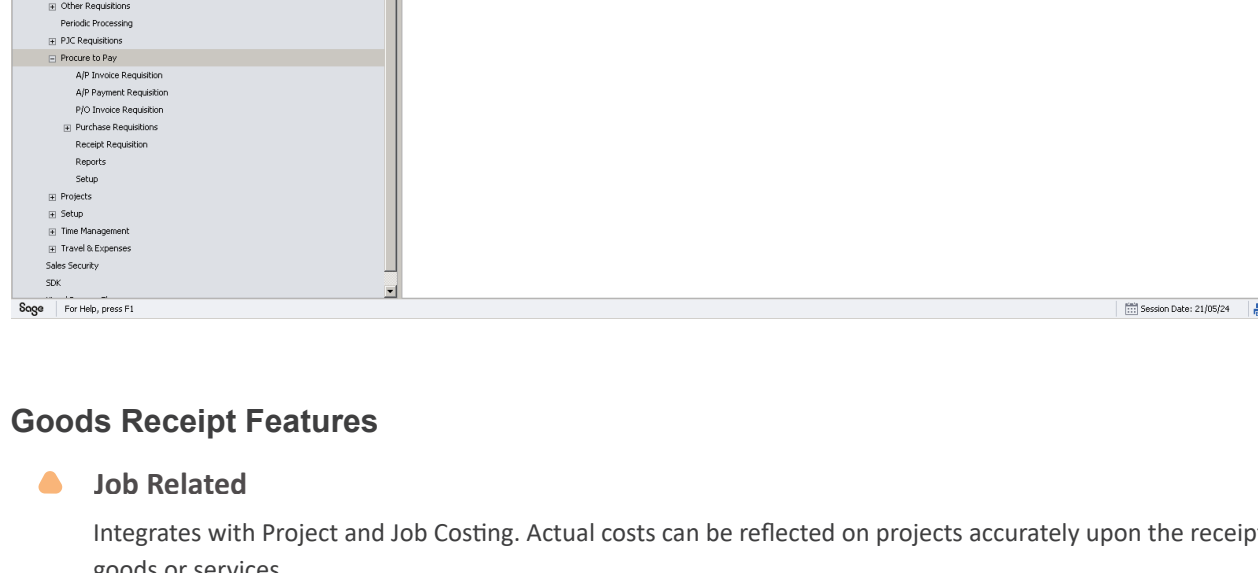 Other Requisitions
Periodic Processing
PJC Requisitions
Procure to Pay
A/P Invoice Requisition
A/P Payment Requisition
P/O Invoice Requisition
Purchase Requisitions
Receipt Requisition
Reports
Setup
Projects
Setup
Time Management
Travel & Expenses
Sales Security
SDK
Sage For Help, press F1 Session Date: 21/05/24
Goods Receipt Features
Job Related
Integrates with Project and Job Costing. Actual costs can be reflected on projects accurately upon the receip
goods or services